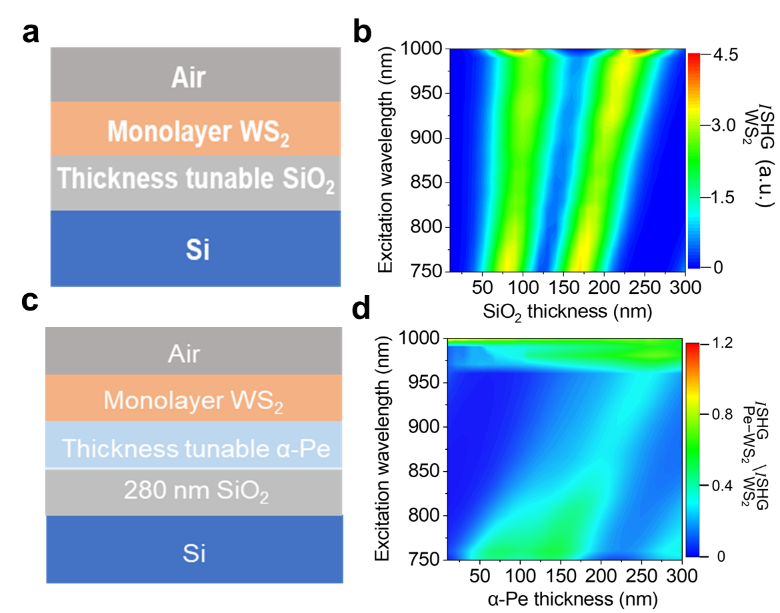 a
Air
Monolayer WS₂
Thickness tunable SiO₂
Si
b
Excitation wavelength (nm)
1000
950
900
850
800
750
50 100 150 200 250 300
SiO₂ thickness (nm)
4.5
3.0
1.5
0
I SHG WS₂ (a.u.)
c
Air
Monolayer WS₂
Thickness tunable α-Pe
280 nm SiO₂
Si
d
Excitation wavelength (nm)
1000
950
900
850
800
750
50 100 150 200 250 300
α-Pe thickness (nm)
1.2
0.8
0.4
0
I SHG Pe−WS₂ \ I SHG WS₂